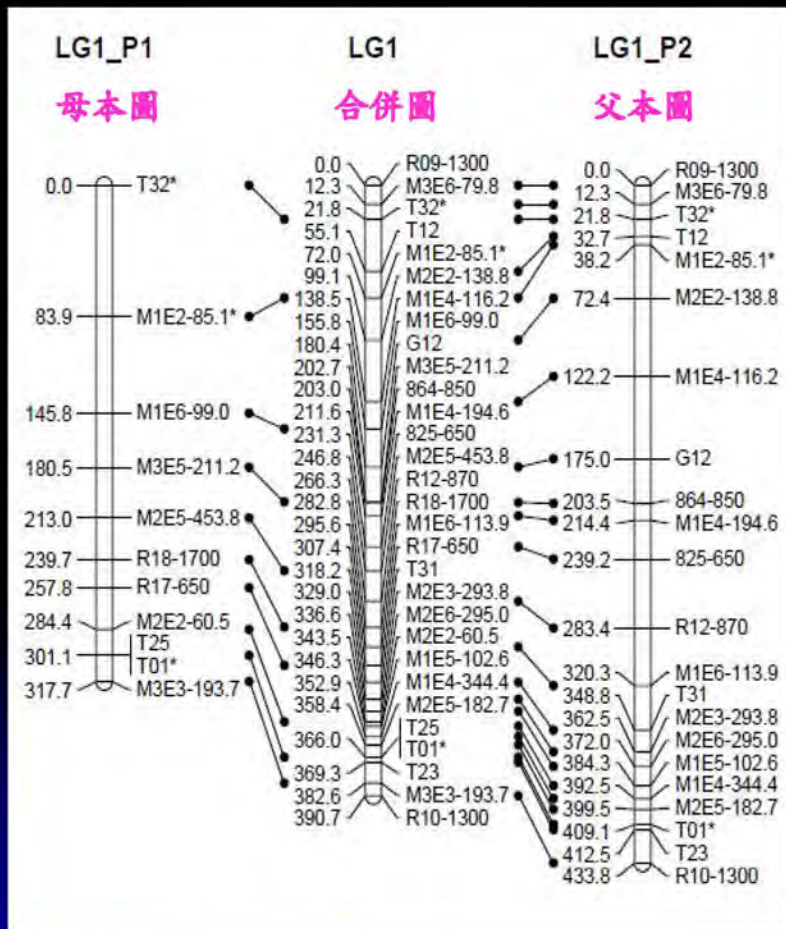 LG1_P1
母本圖
0.0 T32*
83.9 M1E2-85.1*
145.8 M1E6-99.0
180.5 M3E5-211.2
213.0 M2E5-453.8
239.7 R18-1700
257.8 R17-650
284.4 M2E2-60.5
T25
301.1
T01*
317.7 M3E3-193.7
LG1
合併圖
0.0 R09-1300
12.3 M3E6-79.8
21.8 T32*
55.1 T12
72.0 M1E2-85.1*
99.1 M2E2-138.8
138.5 M1E4-116.2
155.8 M1E6-99.0
180.4 G12
202.7 M3E5-211.2
203.0 864-850
211.6 M1E4-194.6
231.3 825-650
246.8 M2E5-453.8
266.3 R12-870
282.8 R18-1700
295.6 M1E6-113.9
307.4 R17-650
318.2 T31
329.0 M2E3-293.8
336.6 M2E6-295.0
343.5 M2E2-60.5
346.3 M1E5-102.6
352.9 M1E4-344.4
358.4 M2E5-182.7
T25
366.0
T01*
369.3 T23
382.6 M3E3-193.7
390.7 R10-1300
LG1_P2
父本圖
0.0 R09-1300
12.3 M3E6-79.8
21.8 T32*
32.7 T12
38.2 M1E2-85.1*
72.4 M2E2-138.8
122.2 M1E4-116.2
175.0 G12
203.5 864-850
214.4 M1E4-194.6
239.2 825-650
283.4 R12-870
320.3 M1E6-113.9
348.8 T31
362.5 M2E3-293.8
372.0 M2E6-295.0
384.3 M1E5-102.6
392.5 M1E4-344.4
399.5 M2E5-182.7
409.1 T01*
412.5 T23
433.8 R10-1300